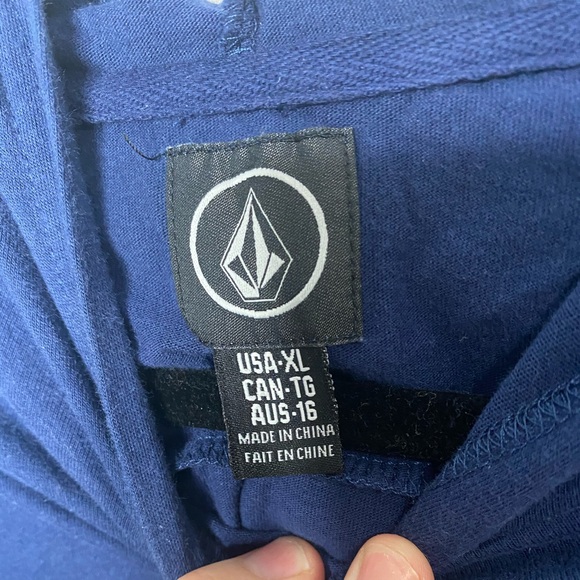 USA•XL
CAN•TG
AUS•16
MADE IN CHINA
FAIT EN CHINE